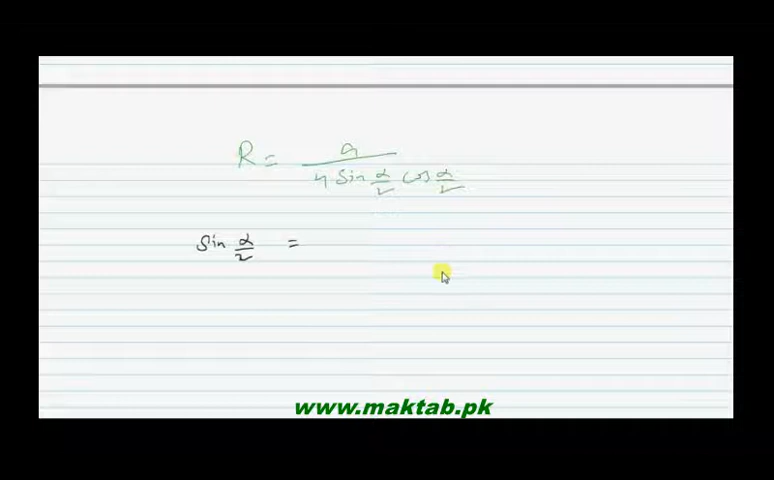 R = a / 4 Sin α/2 Cos α/2
Sin α/2 =
www.maktab.pk